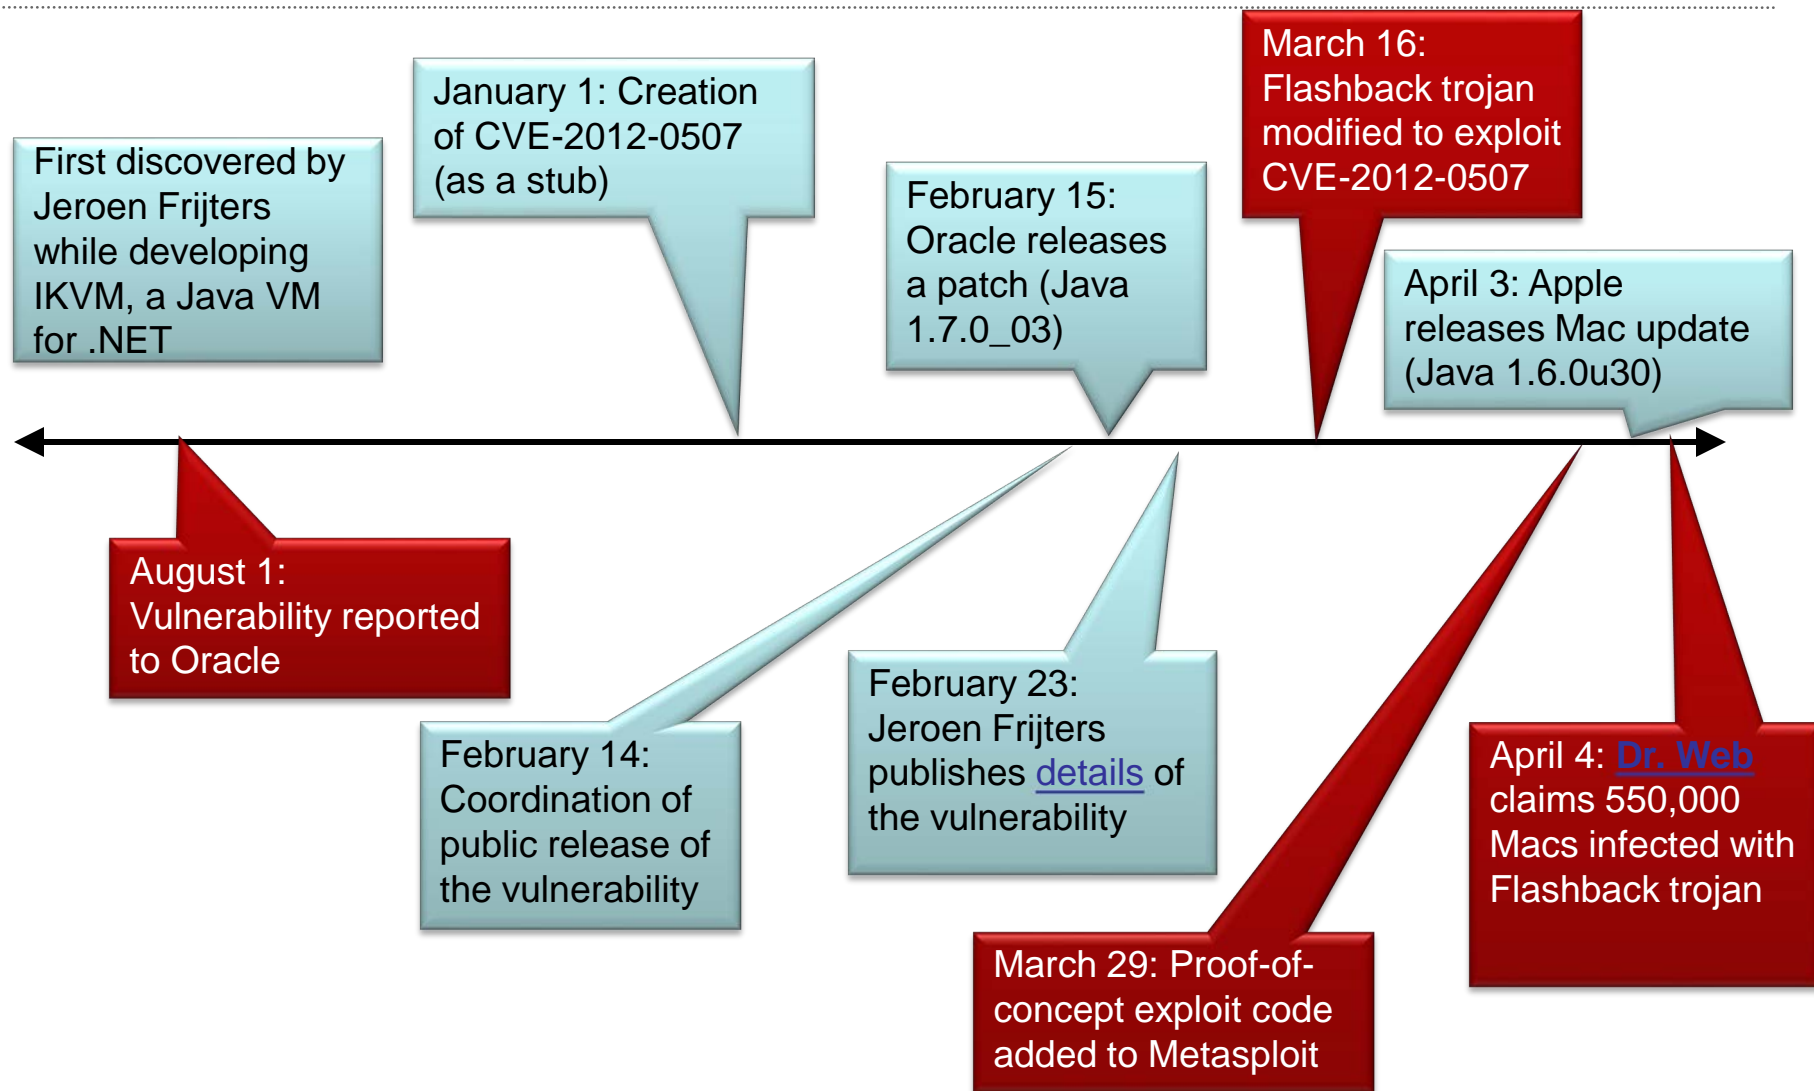 First discovered by
Jeroen Frijters
while developing
IKVM, a Java VM
for .NET
January 1: Creation
of CVE-2012-0507
(as a stub)
February 15:
Oracle releases
a patch (Java
1.7.0_03)
March 16:
Flashback trojan
modified to exploit
CVE-2012-0507
April 3: Apple
releases Mac update
(Java 1.6.0u30)
August 1:
Vulnerability reported
to Oracle
February 14:
Coordination of
public release of
the vulnerability
February 23:
Jeroen Frijters
publishes details of
the vulnerability
March 29: Proof-of-
concept exploit code
added to Metasploit
April 4: Dr. Web
claims 550,000
Macs infected with
Flashback trojan